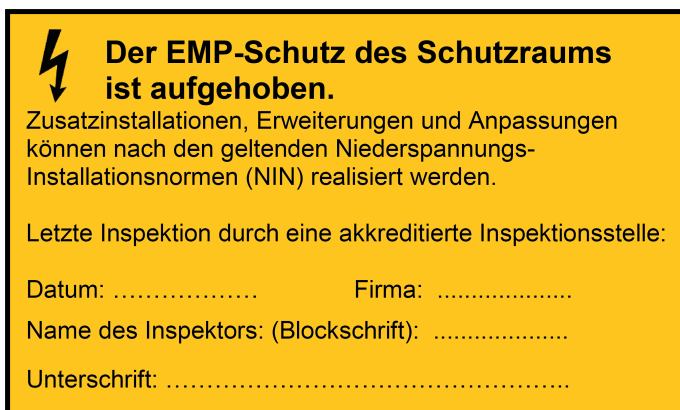 Der EMP-Schutz des Schutzraums
ist aufgehoben.
Zusatzinstallationen, Erweiterungen und Anpassungen
können nach den geltenden Niederspannungs-
Installationsnormen (NIN) realisiert werden.
Letzte Inspektion durch eine akkreditierte Inspektionsstelle:
Datum: ……………… Firma: ....................
Name des Inspektors: (Blockschrift): ....................
Unterschrift: …………………………………………..